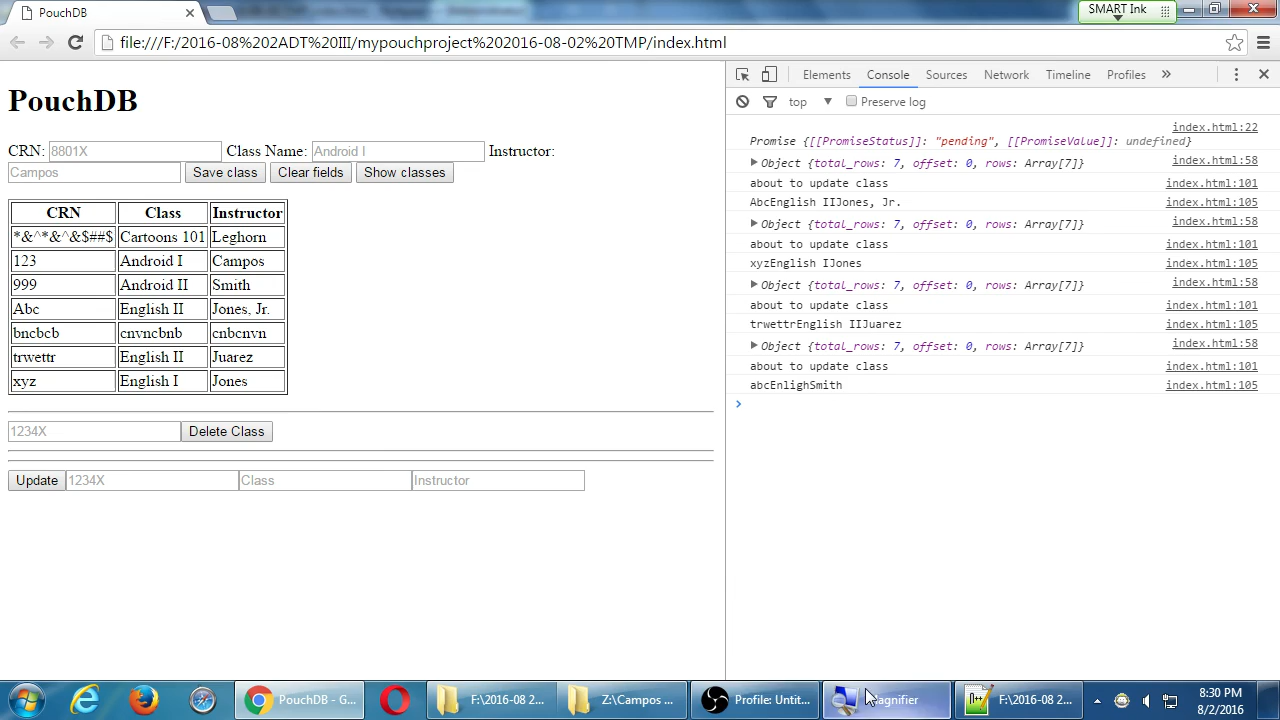 PouchDB
SMART Ink
file:///F:/2016-08%202ADT%20III/mypouchproject%202016-08-02%20TMP/index.html
Elements Console Sources Network Timeline Profiles »
top Preserve log
PouchDB
CRN: 8801X Class Name: Android I Instructor:
Campos Save class Clear fields Show classes
CRN Class Instructor
*&^*&^&$##$ Cartoons 101 Leghorn
123 Android I Campos
999 Android II Smith
Abc English II Jones, Jr.
bncbcb cnvncbnb cnbcnvn
trwettr English II Juarez
xyz English I Jones
1234X Delete Class
Update 1234X Class Instructor
index.html:22
Promise {[[PromiseStatus]]: "pending", [[PromiseValue]]: undefined}
Object {total_rows: 7, offset: 0, rows: Array[7]} index.html:58
about to update class index.html:101
AbcEnglish IIJones, Jr. index.html:105
Object {total_rows: 7, offset: 0, rows: Array[7]} index.html:58
about to update class index.html:101
xyzEnglish IJones index.html:105
Object {total_rows: 7, offset: 0, rows: Array[7]} index.html:58
about to update class index.html:101
trwettrEnglish IIJuarez index.html:105
Object {total_rows: 7, offset: 0, rows: Array[7]} index.html:58
about to update class index.html:101
abcEnlighSmith index.html:105
PouchDB - G... F:\2016-08 2... Z:\Campos ... Profile: Untit... Magnifier F:\2016-08 2... 8:30 PM
8/2/2016